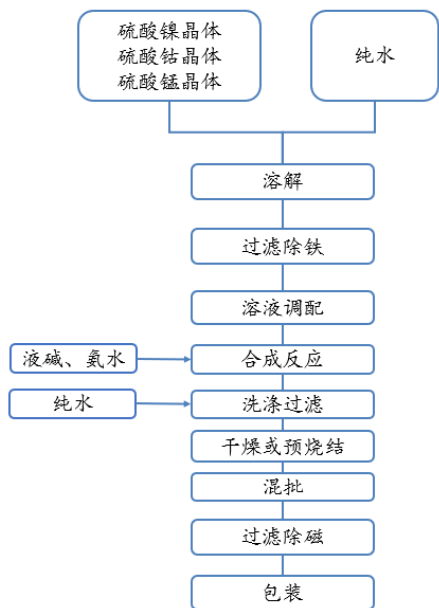 硫酸镍晶体
硫酸钴晶体
硫酸锰晶体
纯水
溶解
过滤除铁
溶液调配
液碱、氨水
合成反应
纯水
洗涤过滤
干燥或预烧结
混批
过滤除磁
包装